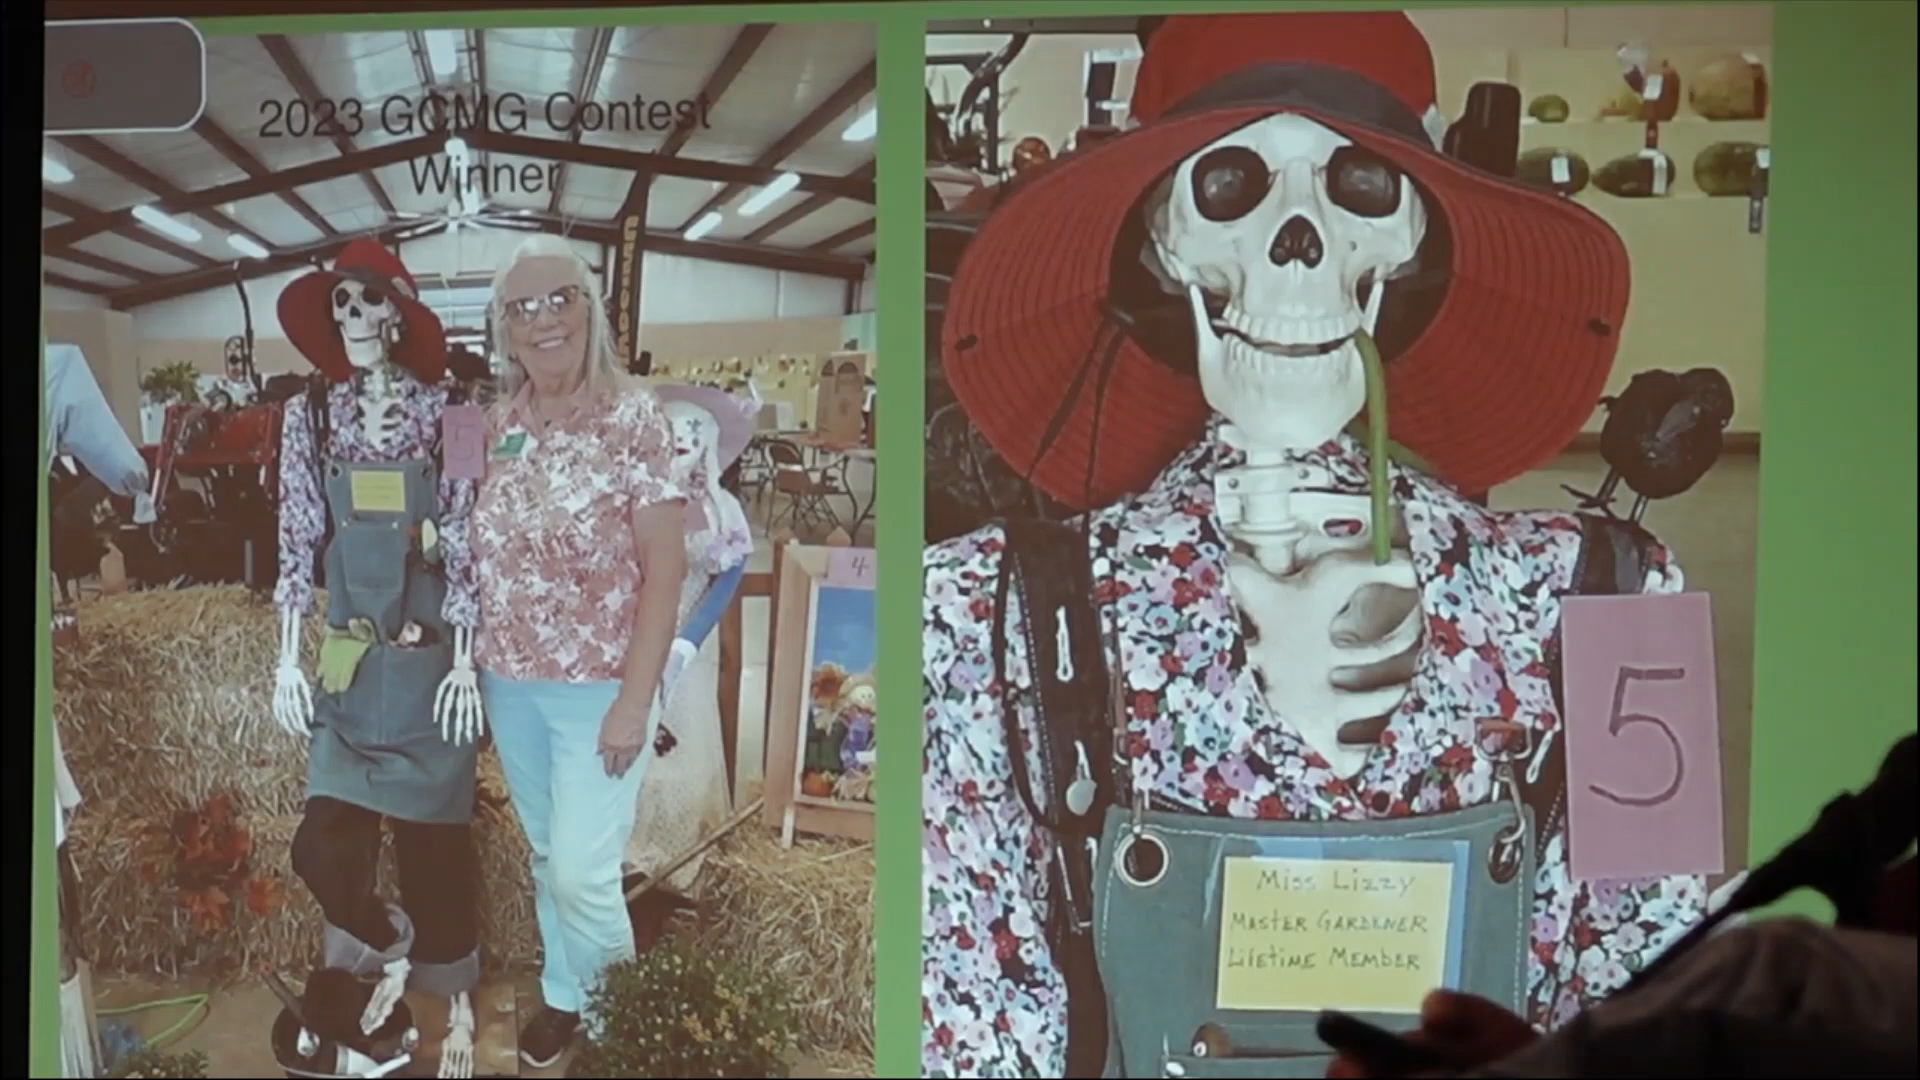 2023 GCMG Contest
Winner
5
4
5
Miss Lizzy
MASTER GARDENER
LIFETIME MEMBER